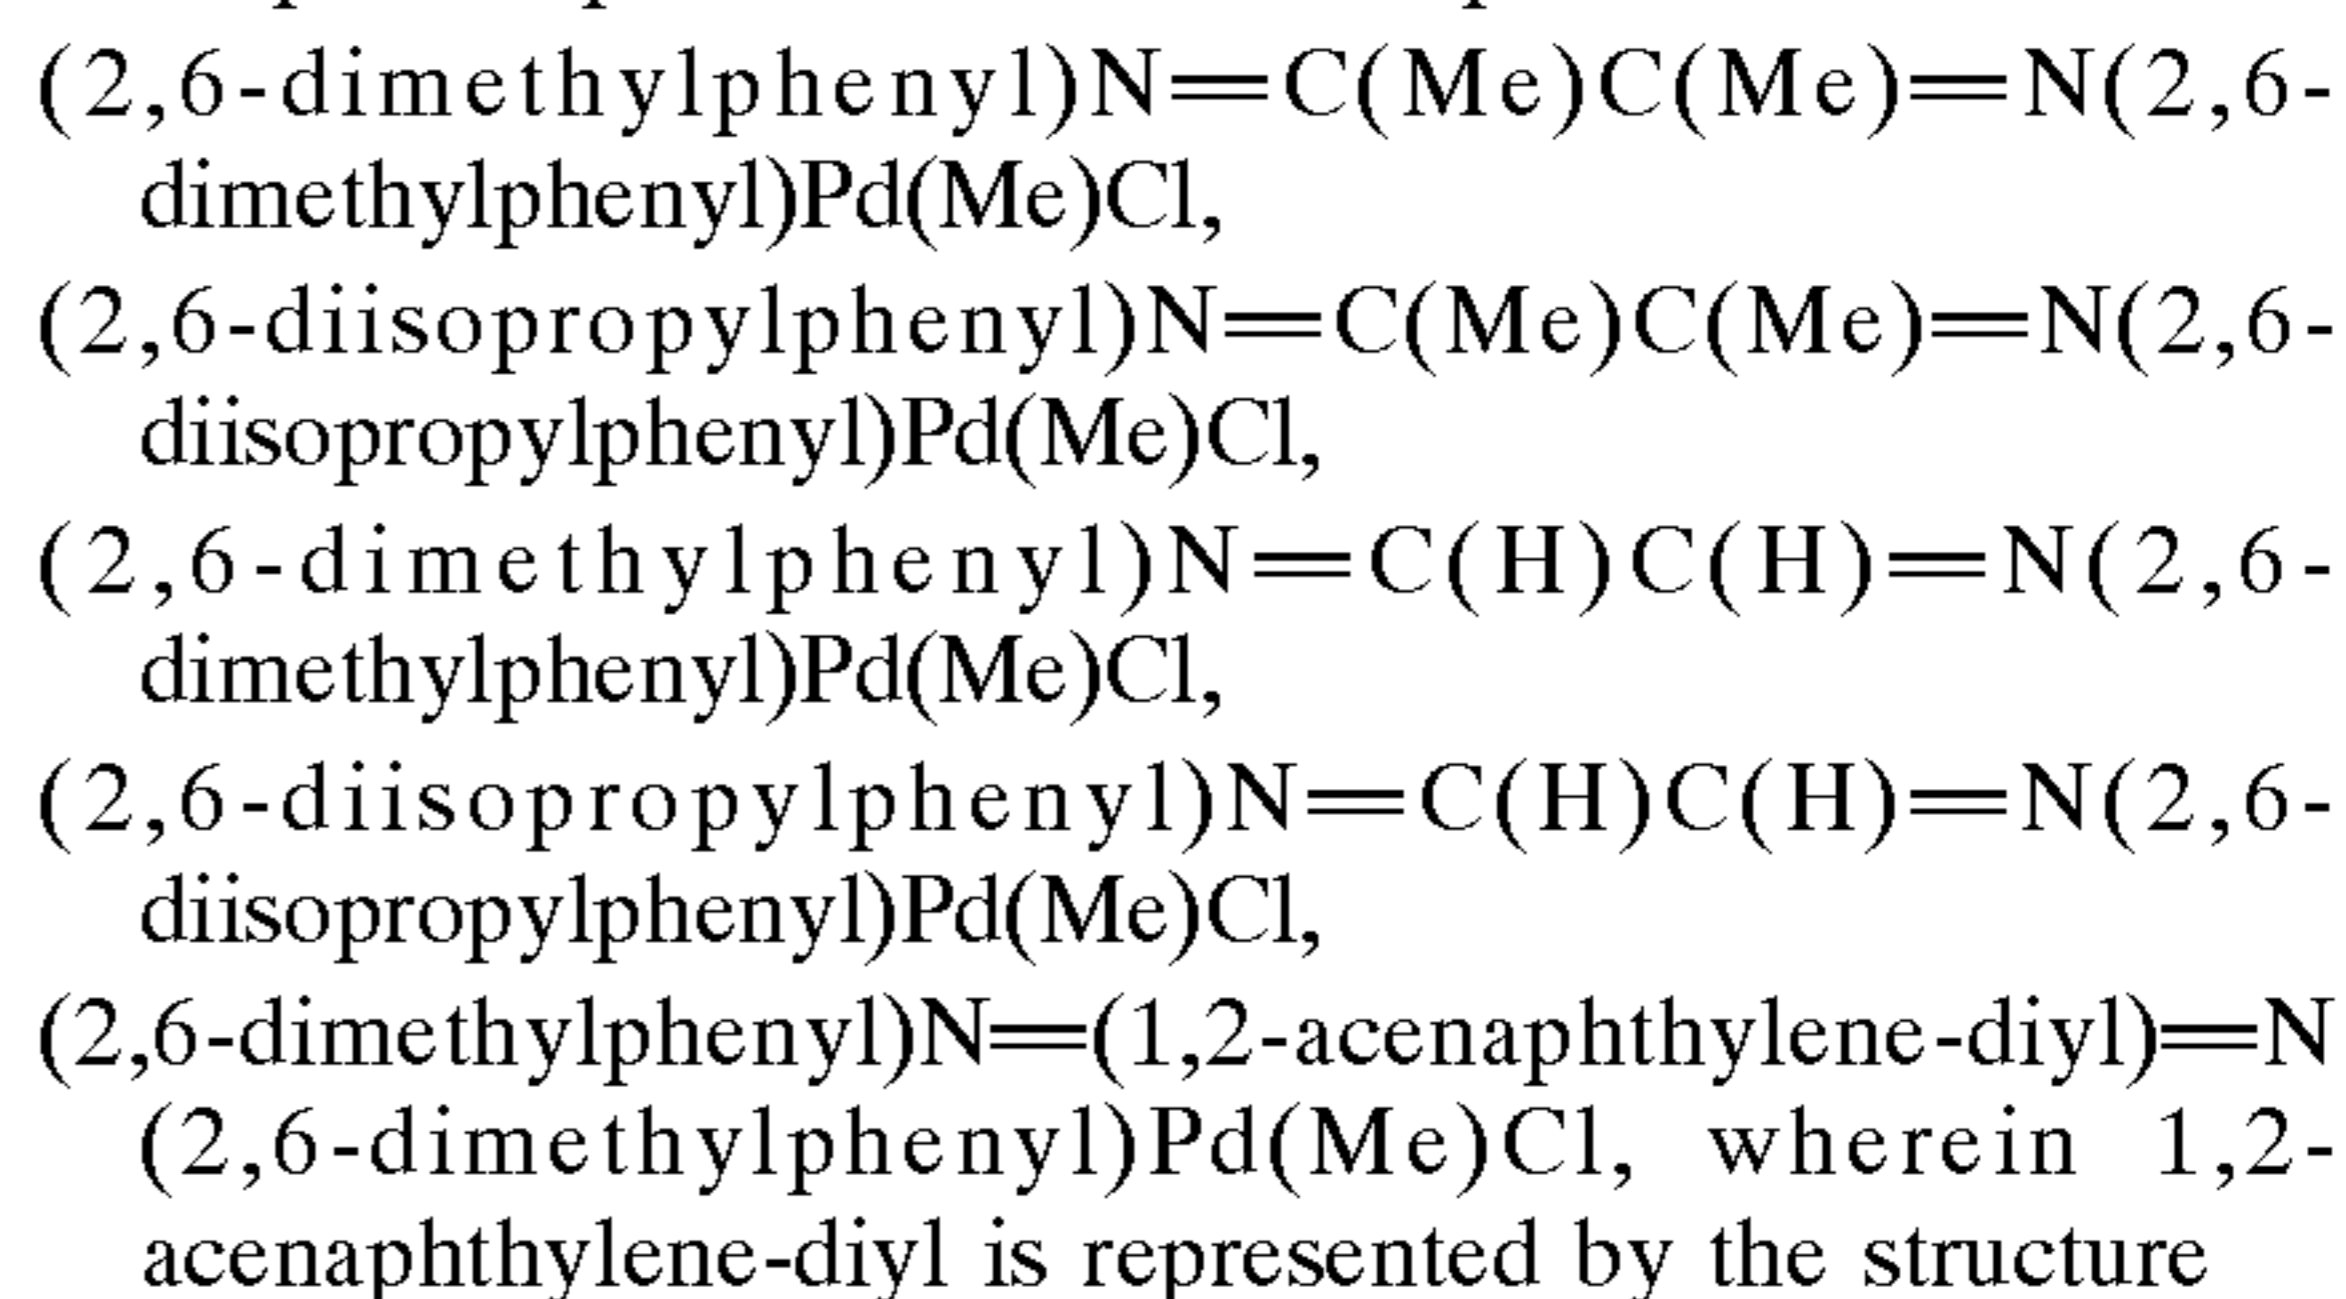 (2,6-dimethylphenyl)N═C(Me)C(Me)═N(2,6-
dimethylphenyl)Pd(Me)Cl,
(2,6-diisopropylphenyl)N═C(Me)C(Me)═N(2,6-
diisopropylphenyl)Pd(Me)Cl,
(2,6-dimethylphenyl)N═C(H)C(H)═N(2,6-
dimethylphenyl)Pd(Me)Cl,
(2,6-diisopropylphenyl)N═C(H)C(H)═N(2,6-
diisopropylphenyl)Pd(Me)Cl,
(2,6-dimethylphenyl)N═(1,2-acenaphthylene-diyl)═N
(2,6-dimethylphenyl)Pd(Me)Cl, wherein 1,2-
acenaphthylene-diyl is represented by the structure